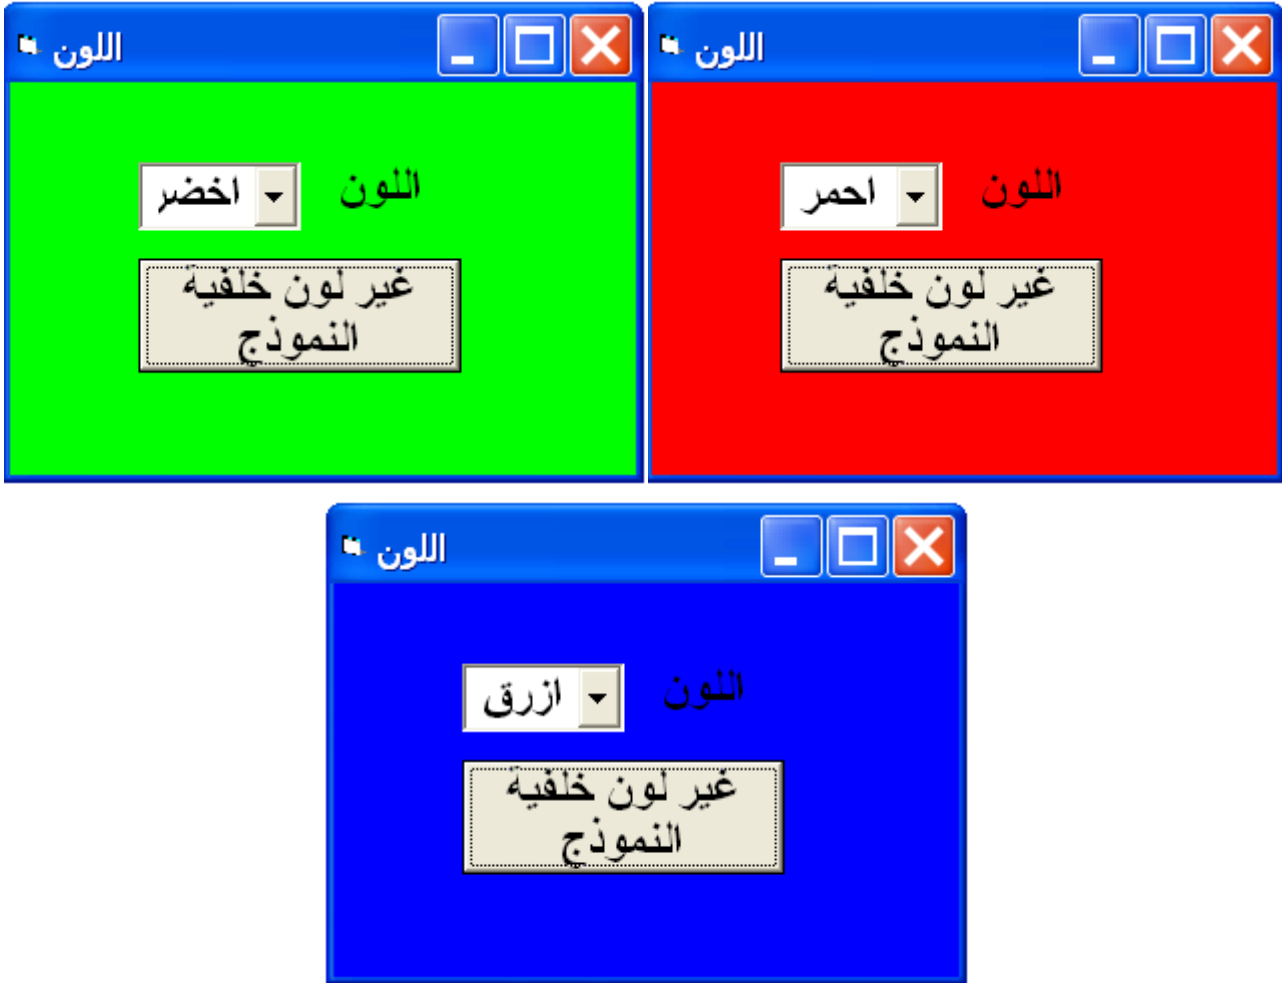 اللون
اللون
اخضر
غير لون خلفية
النموذج
اللون
اللون
احمر
غير لون خلفية
النموذج
اللون
اللون
ازرق
غير لون خلفية
النموذج